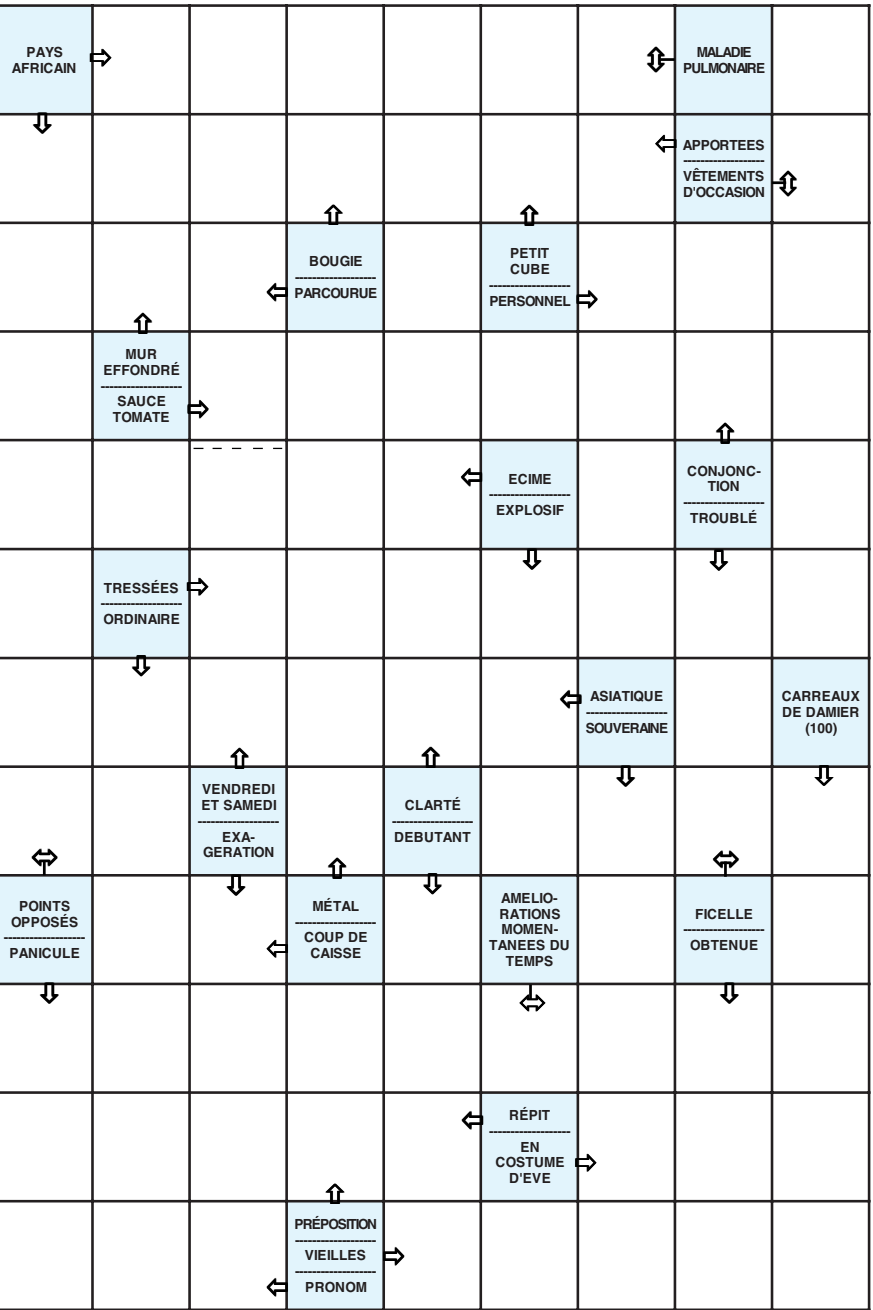 PAYS
AFRICAIN
MALADIE
PULMONAIRE
APPORTEES
VÊTEMENTS
D'OCCASION
BOUGIE
PARCOURUE
PETIT
CUBE
PERSONNEL
MUR
EFFONDRÉ
SAUCE
TOMATE
ECIME
EXPLOSIF
CONJONC-
TION
TROUBLÉ
TRESSÉES
ORDINAIRE
ASIATIQUE
SOUVERAINE
CARREAUX
DE DAMIER
(100)
VENDREDI
ET SAMEDI
EXA-
GERATION
CLARTÉ
DEBUTANT
POINTS
OPPOSÉS
PANICULE
MÉTAL
COUP DE
CAISSE
AMELIO-
RATIONS
MOMEN-
TANEES DU
TEMPS
FICELLE
OBTENUE
RÉPIT
EN
COSTUME
D'EVE
PRÉPOSITION
VIEILLES
PRONOM